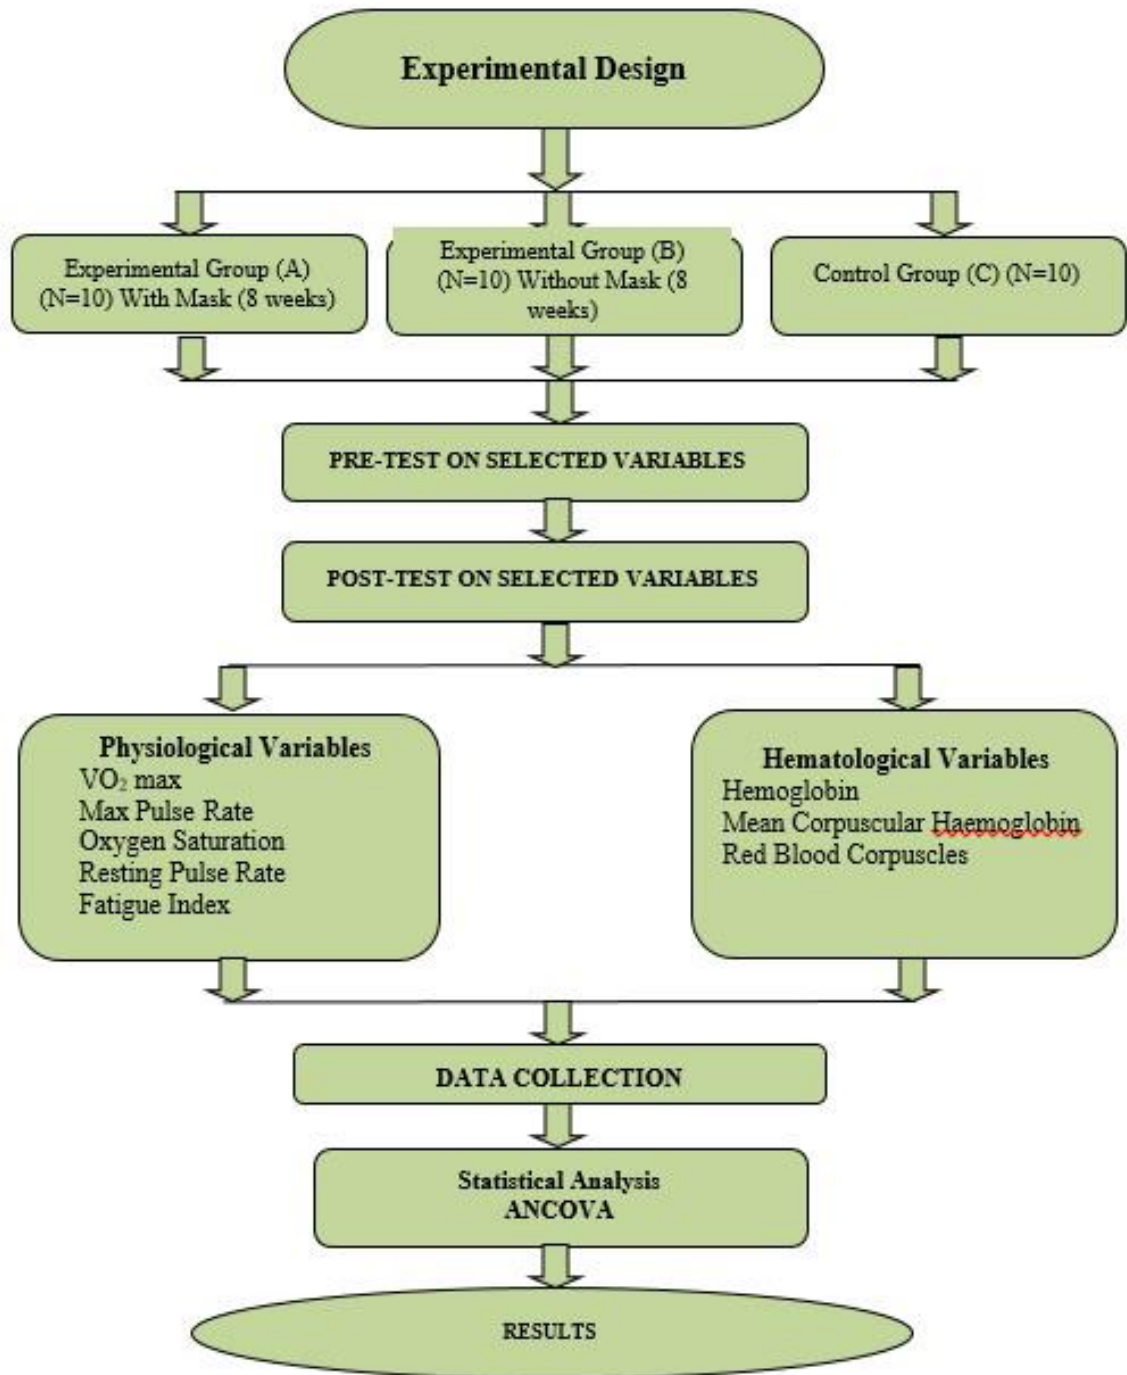 Experimental Design
Experimental Group (A)
(N=10) With Mask (8 weeks)
Experimental Group (B)
(N=10) Without Mask (8
weeks)
Control Group (C) (N=10)
PRE-TEST ON SELECTED VARIABLES
POST-TEST ON SELECTED VARIABLES
Physiological Variables
VO₂ max
Max Pulse Rate
Oxygen Saturation
Resting Pulse Rate
Fatigue Index
Hematological Variables
Hemoglobin
Mean Corpuscular Haemoglobin
Red Blood Corpuscles
DATA COLLECTION
Statistical Analysis
ANCOVA
RESULTS